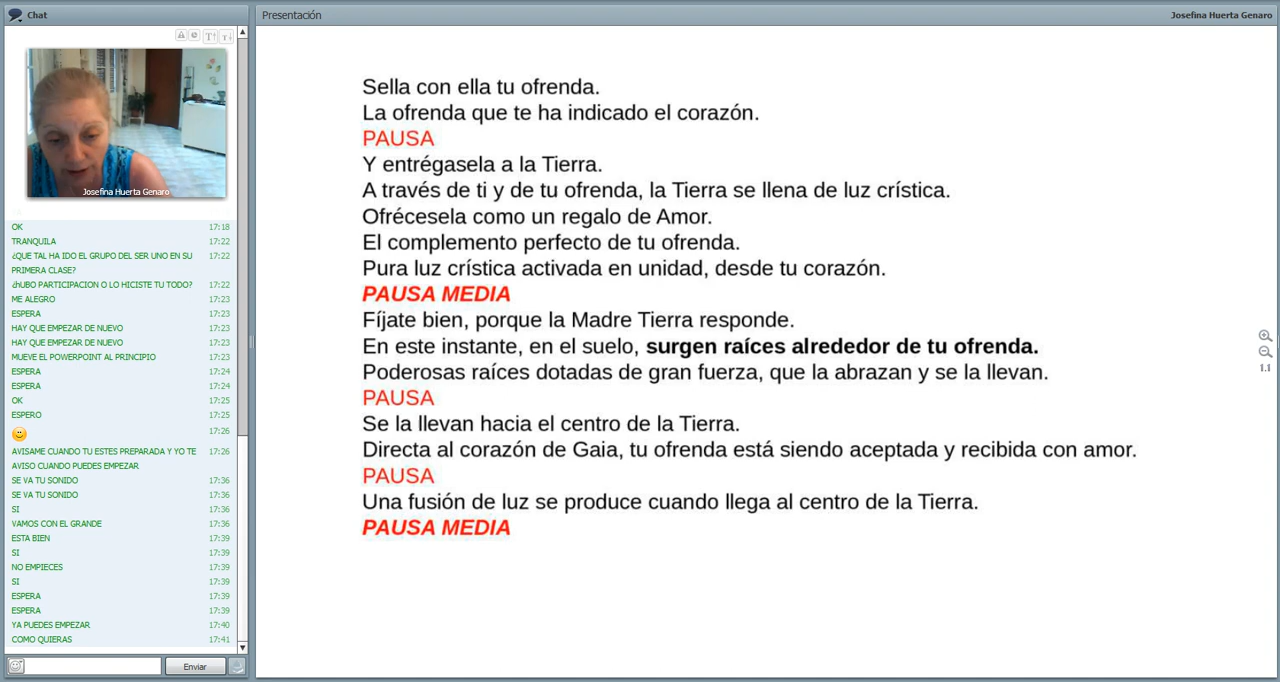 Chat
Josefina Huerta Genaro
OK 17:18
TRANQUILA 17:22
¿QUE TAL HA IDO EL GRUPO DEL SER UNO EN SU 17:22
PRIMERA CLASE?
¿hUBO PARTICIPACION O LO HICISTE TU TODO? 17:22
ME ALEGRO 17:23
ESPERA 17:23
HAY QUE EMPEZAR DE NUEVO 17:23
HAY QUE EMPEZAR DE NUEVO 17:23
MUEVE EL POWERPOINT AL PRINCIPIO 17:23
ESPERA 17:24
ESPERA 17:24
OK 17:25
ESPERO 17:25
17:26
AVISAME CUANDO TU ESTES PREPARADA Y YO TE 17:26
AVISO CUANDO PUEDES EMPEZAR
SE VA TU SONIDO 17:36
SE VA TU SONIDO 17:36
SI 17:36
VAMOS CON EL GRANDE 17:36
ESTA BIEN 17:39
SI 17:39
NO EMPIECES 17:39
SI 17:39
ESPERA 17:39
ESPERA 17:39
YA PUEDES EMPEZAR 17:40
COMO QUIERAS 17:41
Enviar
Presentación Josefina Huerta Genaro
Sella con ella tu ofrenda.
La ofrenda que te ha indicado el corazón.
PAUSA
Y entrégasela a la Tierra.
A través de ti y de tu ofrenda, la Tierra se llena de luz crística.
Ofrécesela como un regalo de Amor.
El complemento perfecto de tu ofrenda.
Pura luz crística activada en unidad, desde tu corazón.
PAUSA MEDIA
Fíjate bien, porque la Madre Tierra responde.
En este instante, en el suelo, surgen raíces alrededor de tu ofrenda.
Poderosas raíces dotadas de gran fuerza, que la abrazan y se la llevan.
PAUSA
Se la llevan hacia el centro de la Tierra.
Directa al corazón de Gaia, tu ofrenda está siendo aceptada y recibida con amor.
PAUSA
Una fusión de luz se produce cuando llega al centro de la Tierra.
PAUSA MEDIA
1.1